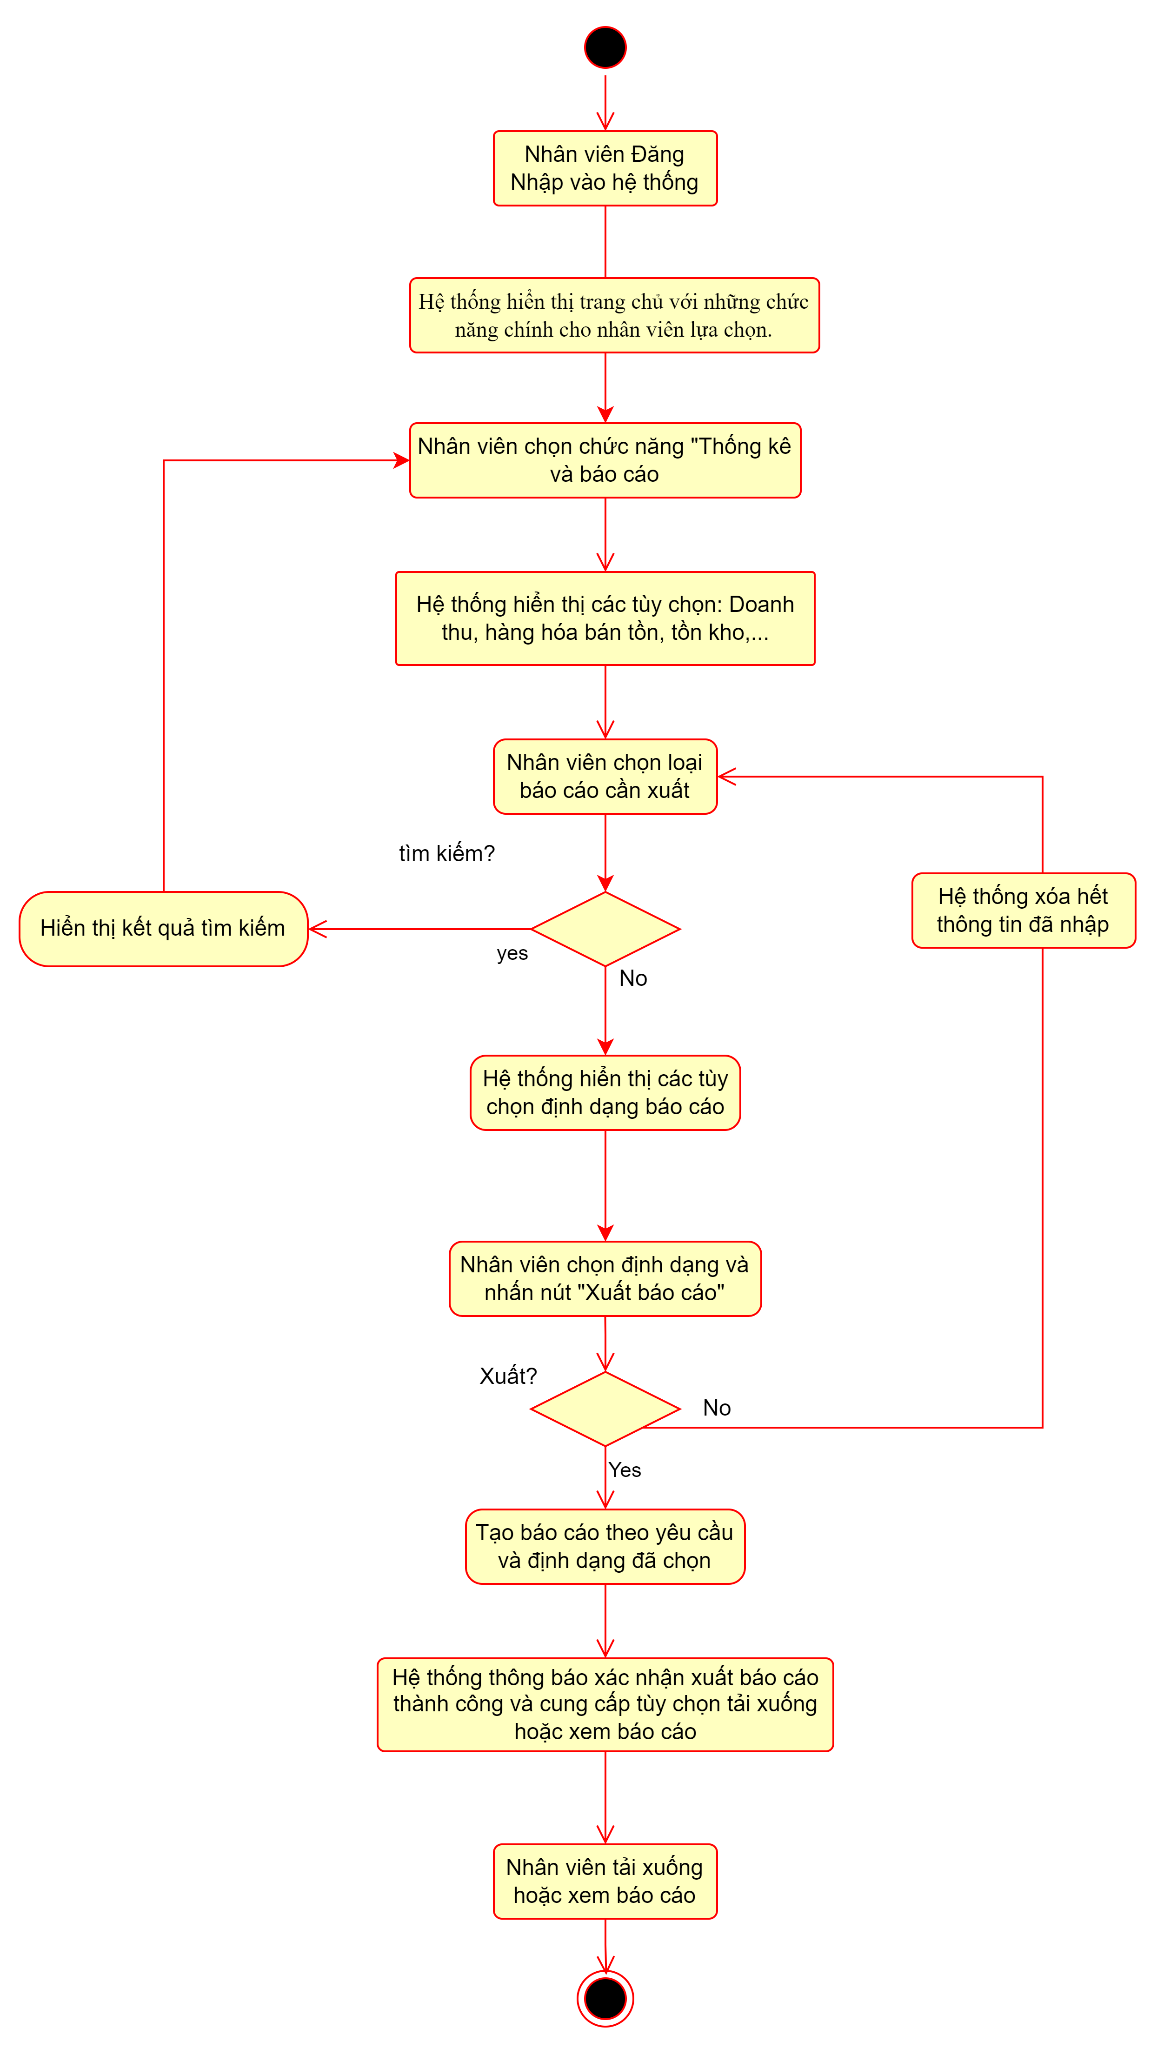 Nhân viên Đăng
Nhập vào hệ thống
Hệ thống hiển thị trang chủ với những chức
năng chính cho nhân viên lựa chọn.
Nhân viên chọn chức năng "Thống kê
và báo cáo
Hệ thống hiển thị các tùy chọn: Doanh
thu, hàng hóa bán tồn, tồn kho,...
Nhân viên chọn loại
báo cáo cần xuất
tìm kiếm?
Hệ thống xóa hết
thông tin đã nhập
Hiển thị kết quả tìm kiếm
yes
No
Hệ thống hiển thị các tùy
chọn định dạng báo cáo
Nhân viên chọn định dạng và
nhấn nút "Xuất báo cáo"
Xuất?
No
Yes
Tạo báo cáo theo yêu cầu
và định dạng đã chọn
Hệ thống thông báo xác nhận xuất báo cáo
thành công và cung cấp tùy chọn tải xuống
hoặc xem báo cáo
Nhân viên tải xuống
hoặc xem báo cáo